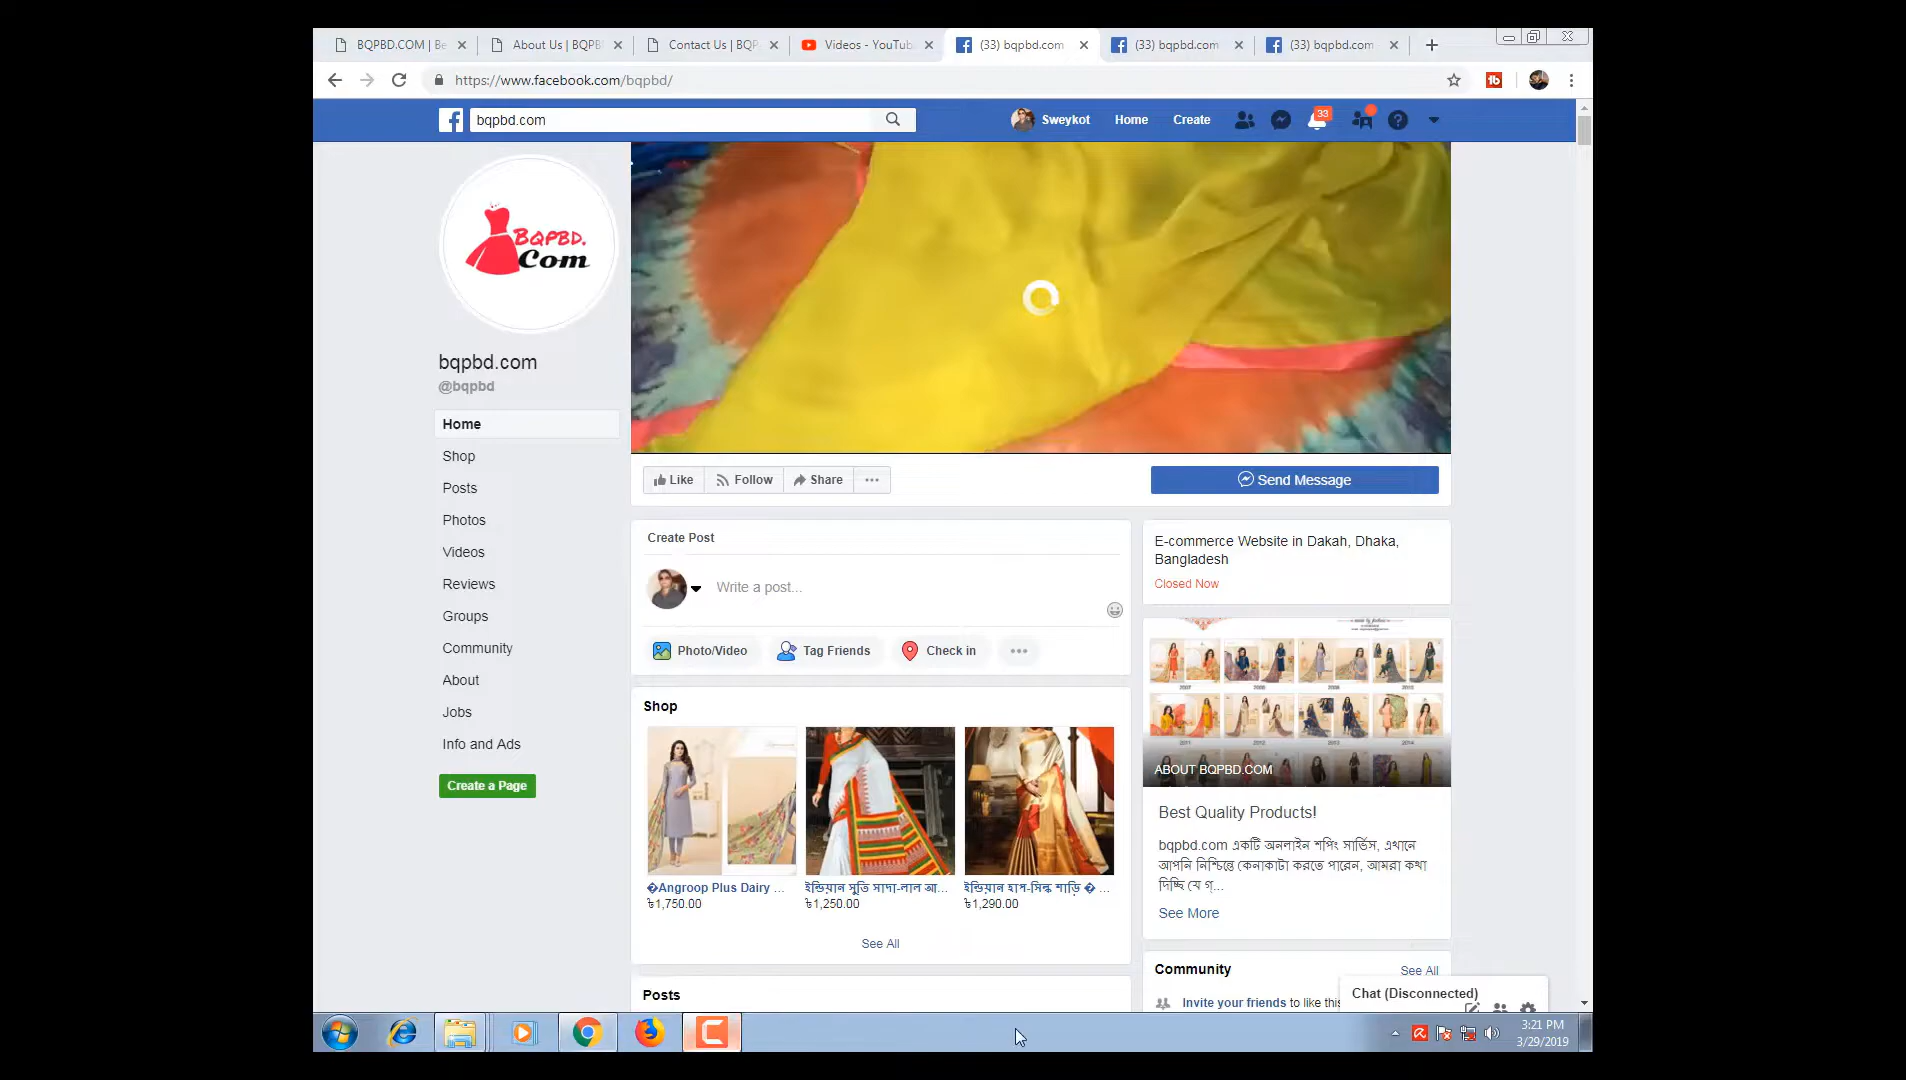 BQPBD.COM | Be
About Us | BQPB
Contact Us | BQP
Videos - YouTub
(33) bqpbd.com
(33) bqpbd.com
(33) bqpbd.com
https://www.facebook.com/bqpbd/
bqpbd.com
Sweykot
Home
Create
33
BQPBD.
Com
bqpbd.com
@bqpbd
Home
Shop
Posts
Photos
Videos
Reviews
Groups
Community
About
Jobs
Info and Ads
Create a Page
Like
Follow
Share
Send Message
Create Post
Write a post...
Photo/Video
Tag Friends
Check in
Shop
�Angroop Plus Dairy ...
৳1,750.00
ইন্ডিয়ান সুতি সাদা-লাল আ...
৳1,250.00
ইন্ডিয়ান হাপ-সিল্ক শাড়ি � ...
৳1,290.00
See All
Posts
E-commerce Website in Dakah, Dhaka,
Bangladesh
Closed Now
2007
2011
2012
2013
2014
ABOUT BQPBD.COM
Best Quality Products!
bqpbd.com একটি অনলাইন শপিং সার্ভিস, এখানে
আপনি নিশ্চিন্তে কেনাকাটা করতে পারেন, আমরা কথা
দিচ্ছি যে গ্...
See More
Community
See All
Invite your friends to like this
Chat (Disconnected)
3:21 PM
3/29/2019